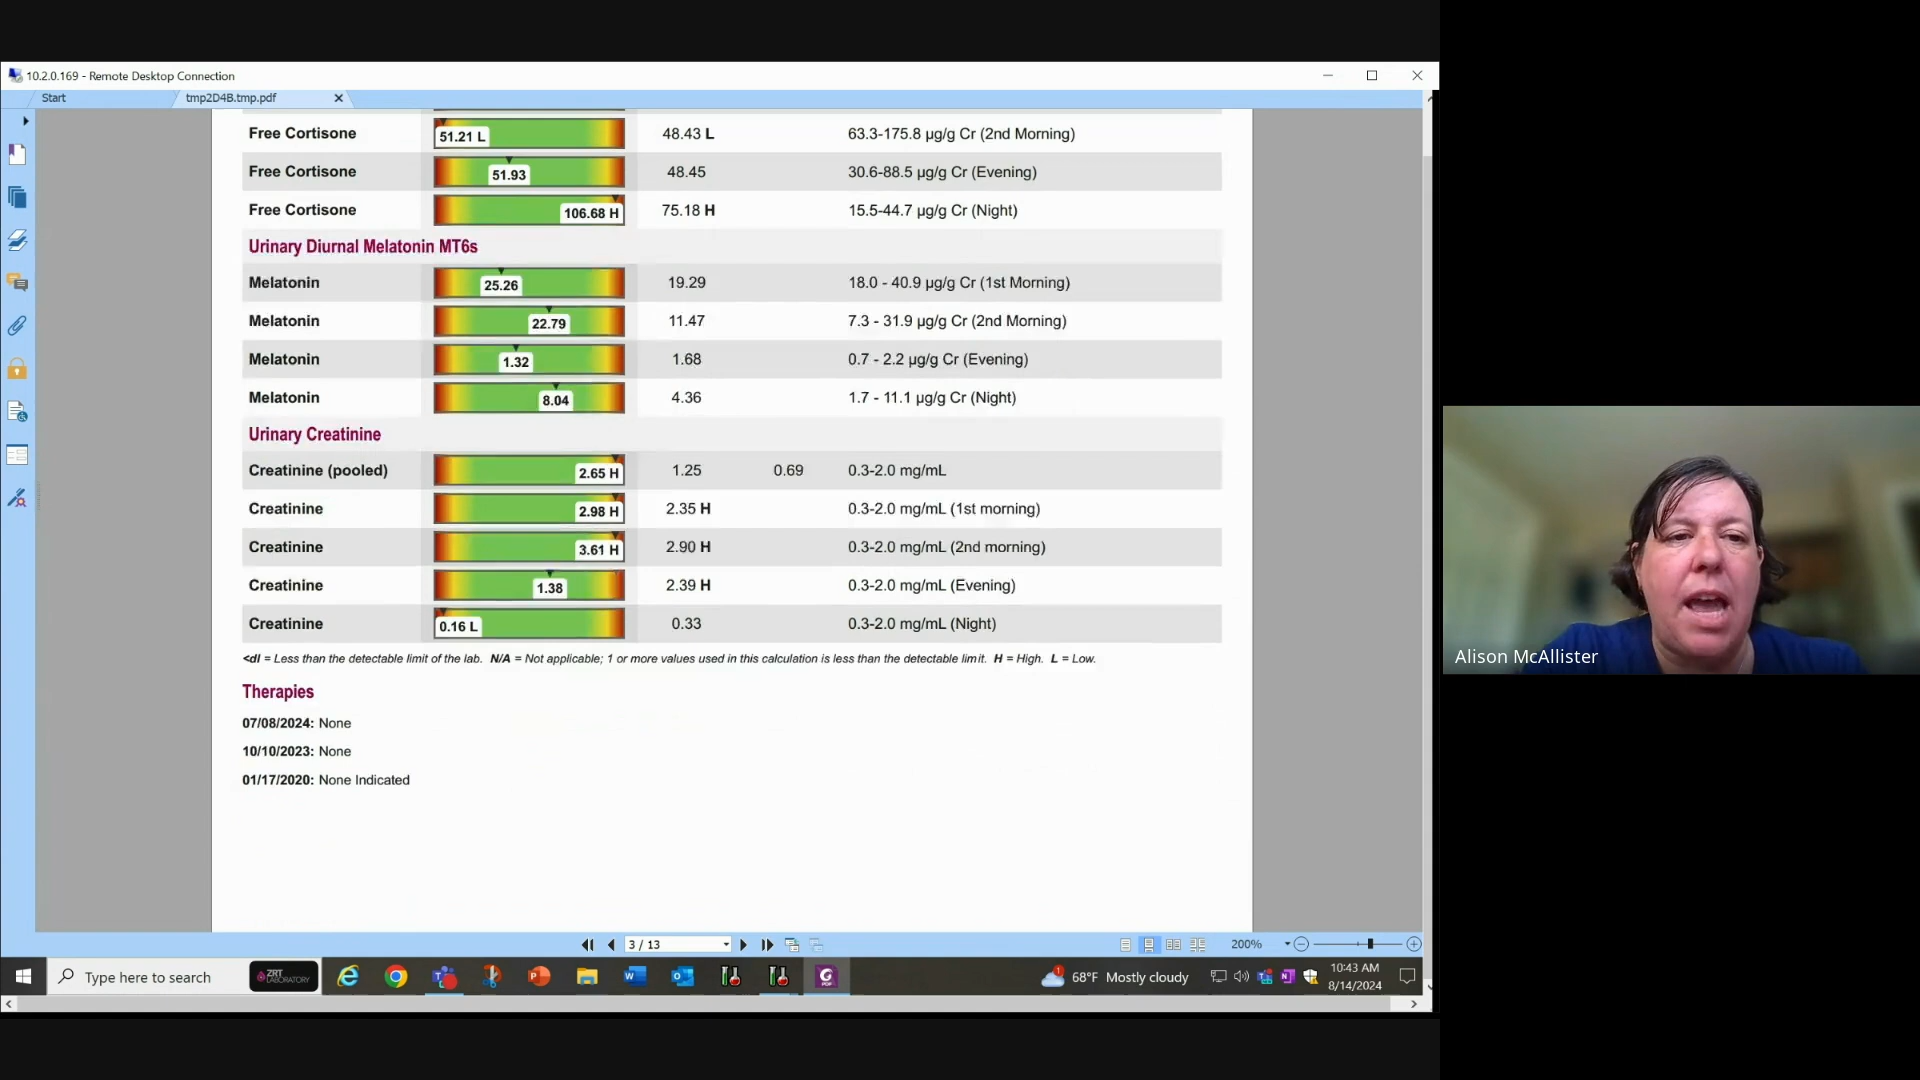 10.2.0.169 - Remote Desktop Connection
Start
tmp2D4B.tmp.pdf
Free Cortisone 51.21 L 48.43 L 63.3-175.8 µg/g Cr (2nd Morning)
Free Cortisone 51.93 48.45 30.6-88.5 µg/g Cr (Evening)
Free Cortisone 106.68 H 75.18 H 15.5-44.7 µg/g Cr (Night)
Urinary Diurnal Melatonin MT6s
Melatonin 25.26 19.29 18.0 - 40.9 µg/g Cr (1st Morning)
Melatonin 22.79 11.47 7.3 - 31.9 µg/g Cr (2nd Morning)
Melatonin 1.32 1.68 0.7 - 2.2 µg/g Cr (Evening)
Melatonin 8.04 4.36 1.7 - 11.1 µg/g Cr (Night)
Urinary Creatinine
Creatinine (pooled) 2.65 H 1.25 0.69 0.3-2.0 mg/mL
Creatinine 2.98 H 2.35 H 0.3-2.0 mg/mL (1st morning)
Creatinine 3.61 H 2.90 H 0.3-2.0 mg/mL (2nd morning)
Creatinine 1.38 2.39 H 0.3-2.0 mg/mL (Evening)
Creatinine 0.16 L 0.33 0.3-2.0 mg/mL (Night)
<dl = Less than the detectable limit of the lab. N/A = Not applicable; 1 or more values used in this calculation is less than the detectable limit. H = High. L = Low.
Therapies
07/08/2024: None
10/10/2023: None
01/17/2020: None Indicated
Alison McAllister
3 / 13
200%
Type here to search
ZRT LABORATORY
68°F Mostly cloudy
10:43 AM
8/14/2024